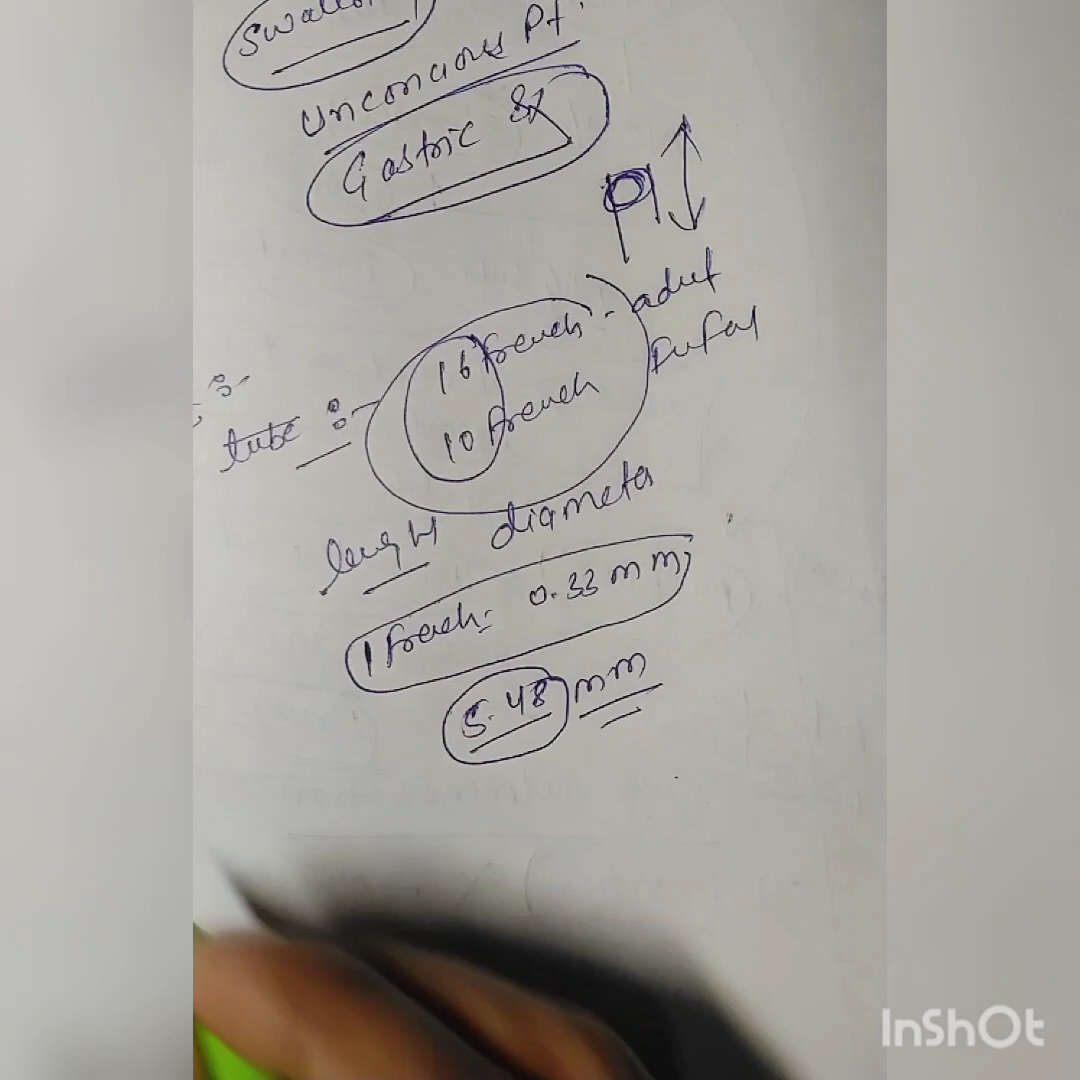 Unconcious Pt
Gastric
16 french - adult
10 french
tube :-
length diameter
1 french = 0.33 mm
5.48 mm
InShOt